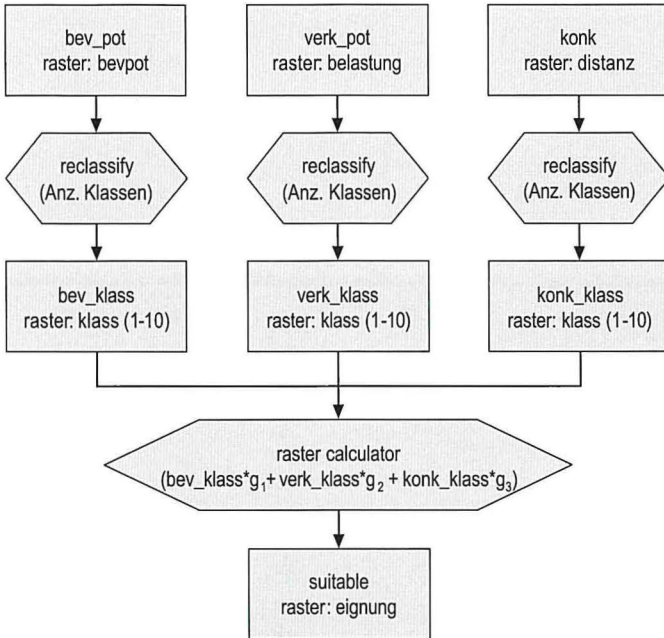 bev_pot
raster: bevpot
verk_pot
raster: belastung
konk
raster: distanz
reclassify
(Anz. Klassen)
reclassify
(Anz. Klassen)
reclassify
(Anz. Klassen)
bev_klass
raster: klass (1-10)
verk_klass
raster: klass (1-10)
konk_klass
raster: klass (1-10)
raster calculator
(bev_klass*g₁+ verk_klass*g₂ + konk_klass*g₃)
suitable
raster: eignung